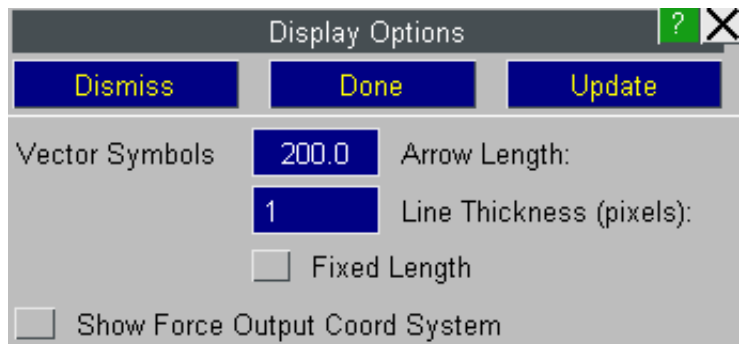 Display Options ? X
Dismiss Done Update
Vector Symbols 200.0 Arrow Length:
1 Line Thickness (pixels):
Fixed Length
Show Force Output Coord System